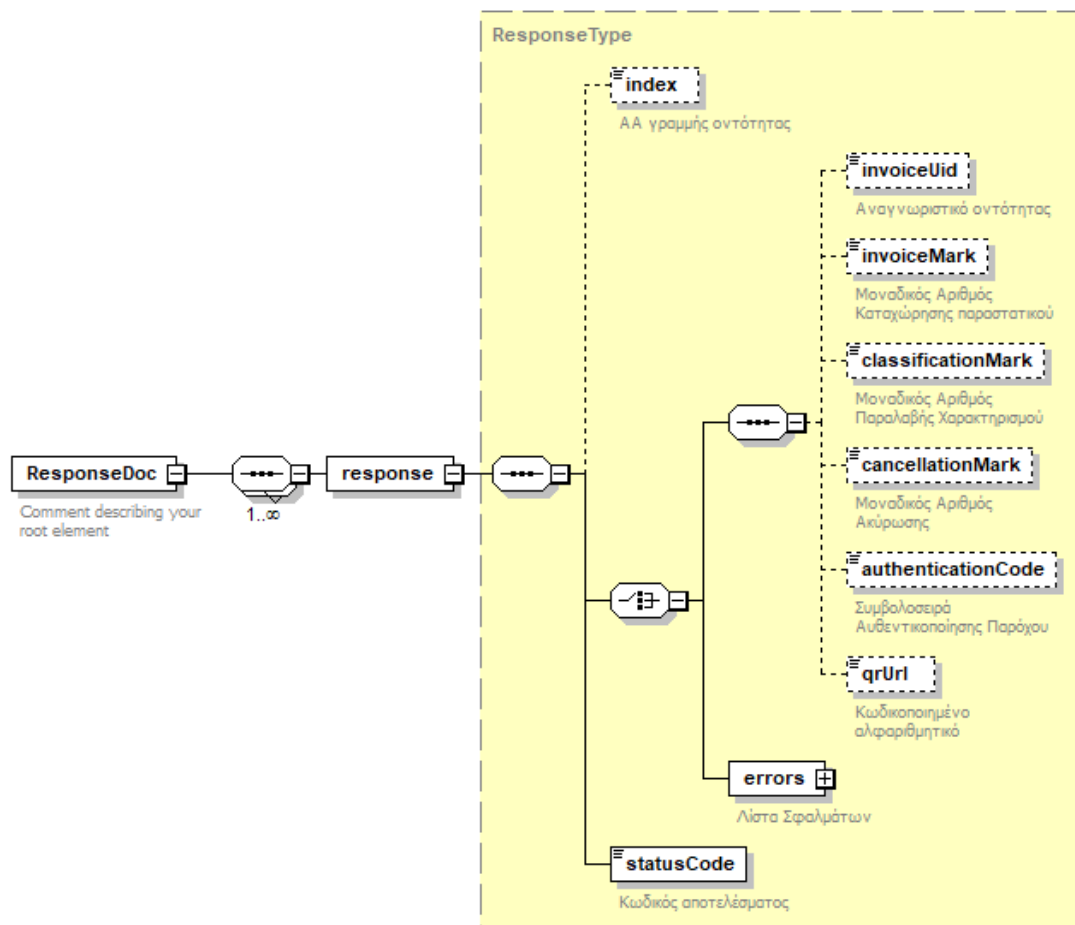 ResponseType
index
ΑΑ γραμμής οντότητας
invoiceUid
Αναγνωριστικό οντότητας
invoiceMark
Μοναδικός Αριθμός
Καταχώρησης παραστατικού
classificationMark
Μοναδικός Αριθμός
Παραλαβής Χαρακτηρισμού
ResponseDoc
Comment describing your
root element
1..∞
response
cancellationMark
Μοναδικός Αριθμός
Ακύρωσης
authenticationCode
Συμβολοσειρά
Αυθεντικοποίησης Παρόχου
qrUrl
Κωδικοποιημένο
αλφαριθμητικό
errors
Λίστα Σφαλμάτων
statusCode
Κωδικός αποτελέσματος